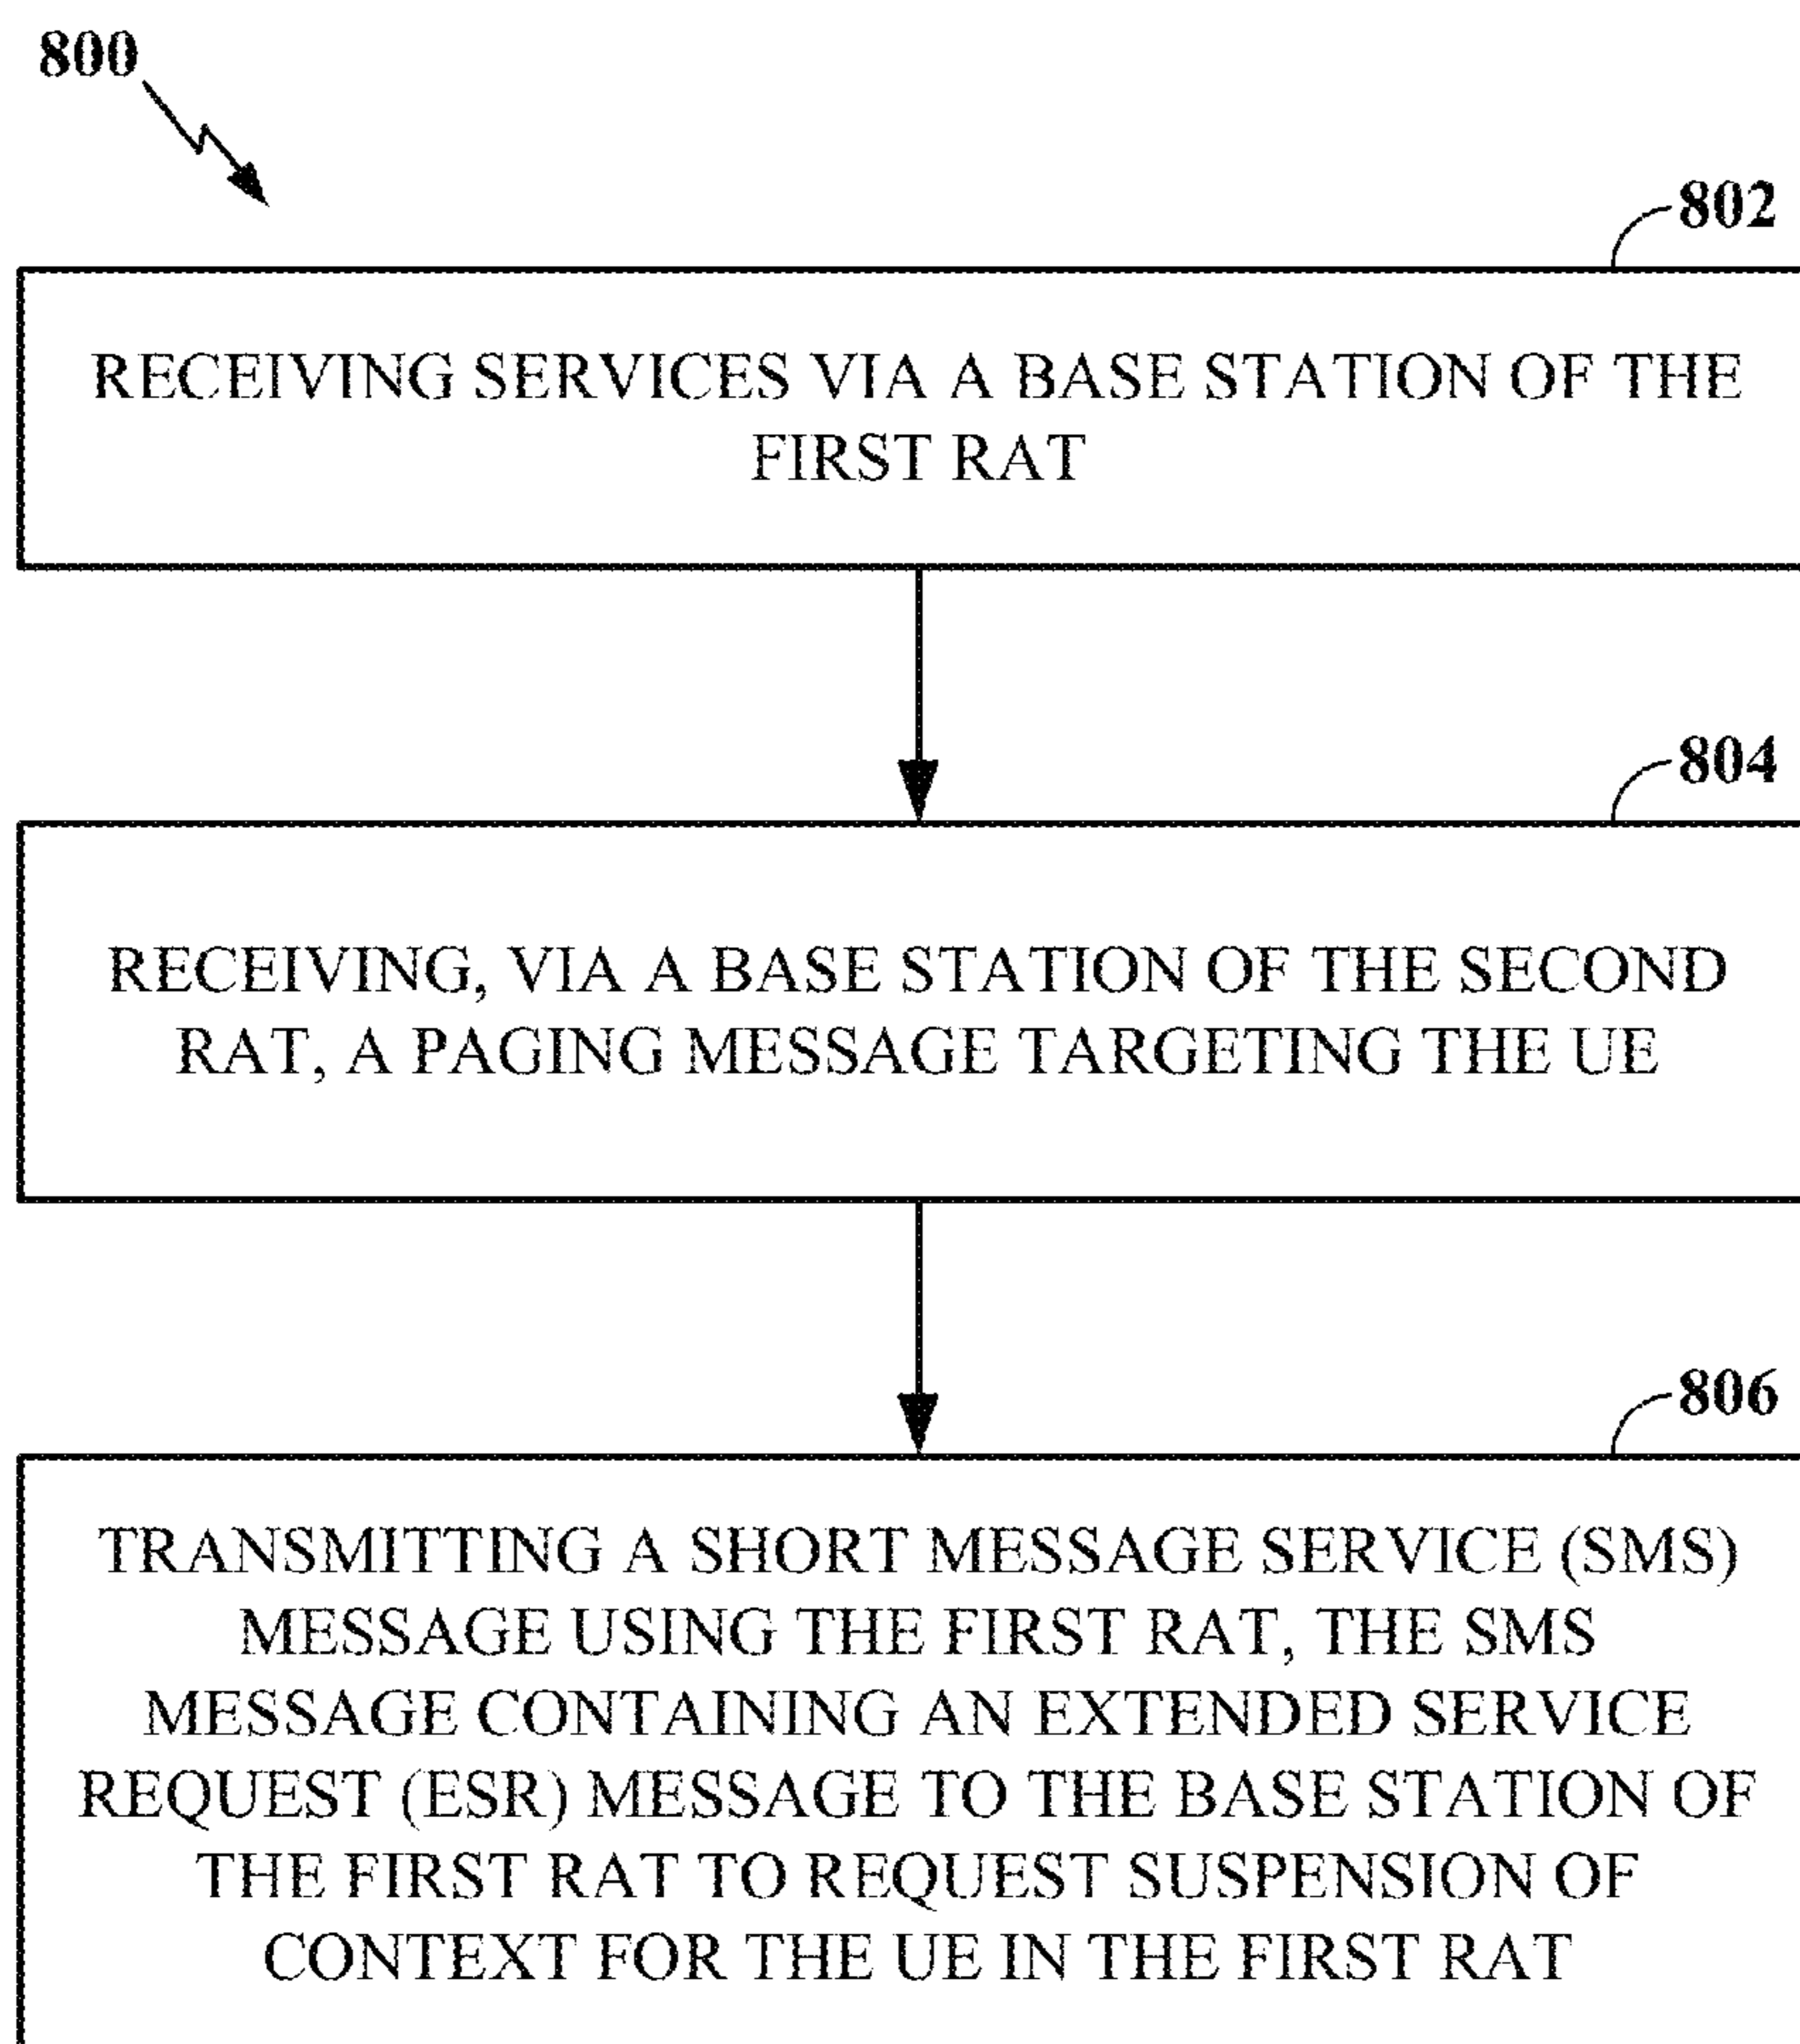 800
802
RECEIVING SERVICES VIA A BASE STATION OF THE
FIRST RAT
804
RECEIVING, VIA A BASE STATION OF THE SECOND
RAT, A PAGING MESSAGE TARGETING THE UE
806
TRANSMITTING A SHORT MESSAGE SERVICE (SMS)
MESSAGE USING THE FIRST RAT, THE SMS
MESSAGE CONTAINING AN EXTENDED SERVICE
REQUEST (ESR) MESSAGE TO THE BASE STATION OF
THE FIRST RAT TO REQUEST SUSPENSION OF
CONTEXT FOR THE UE IN THE FIRST RAT